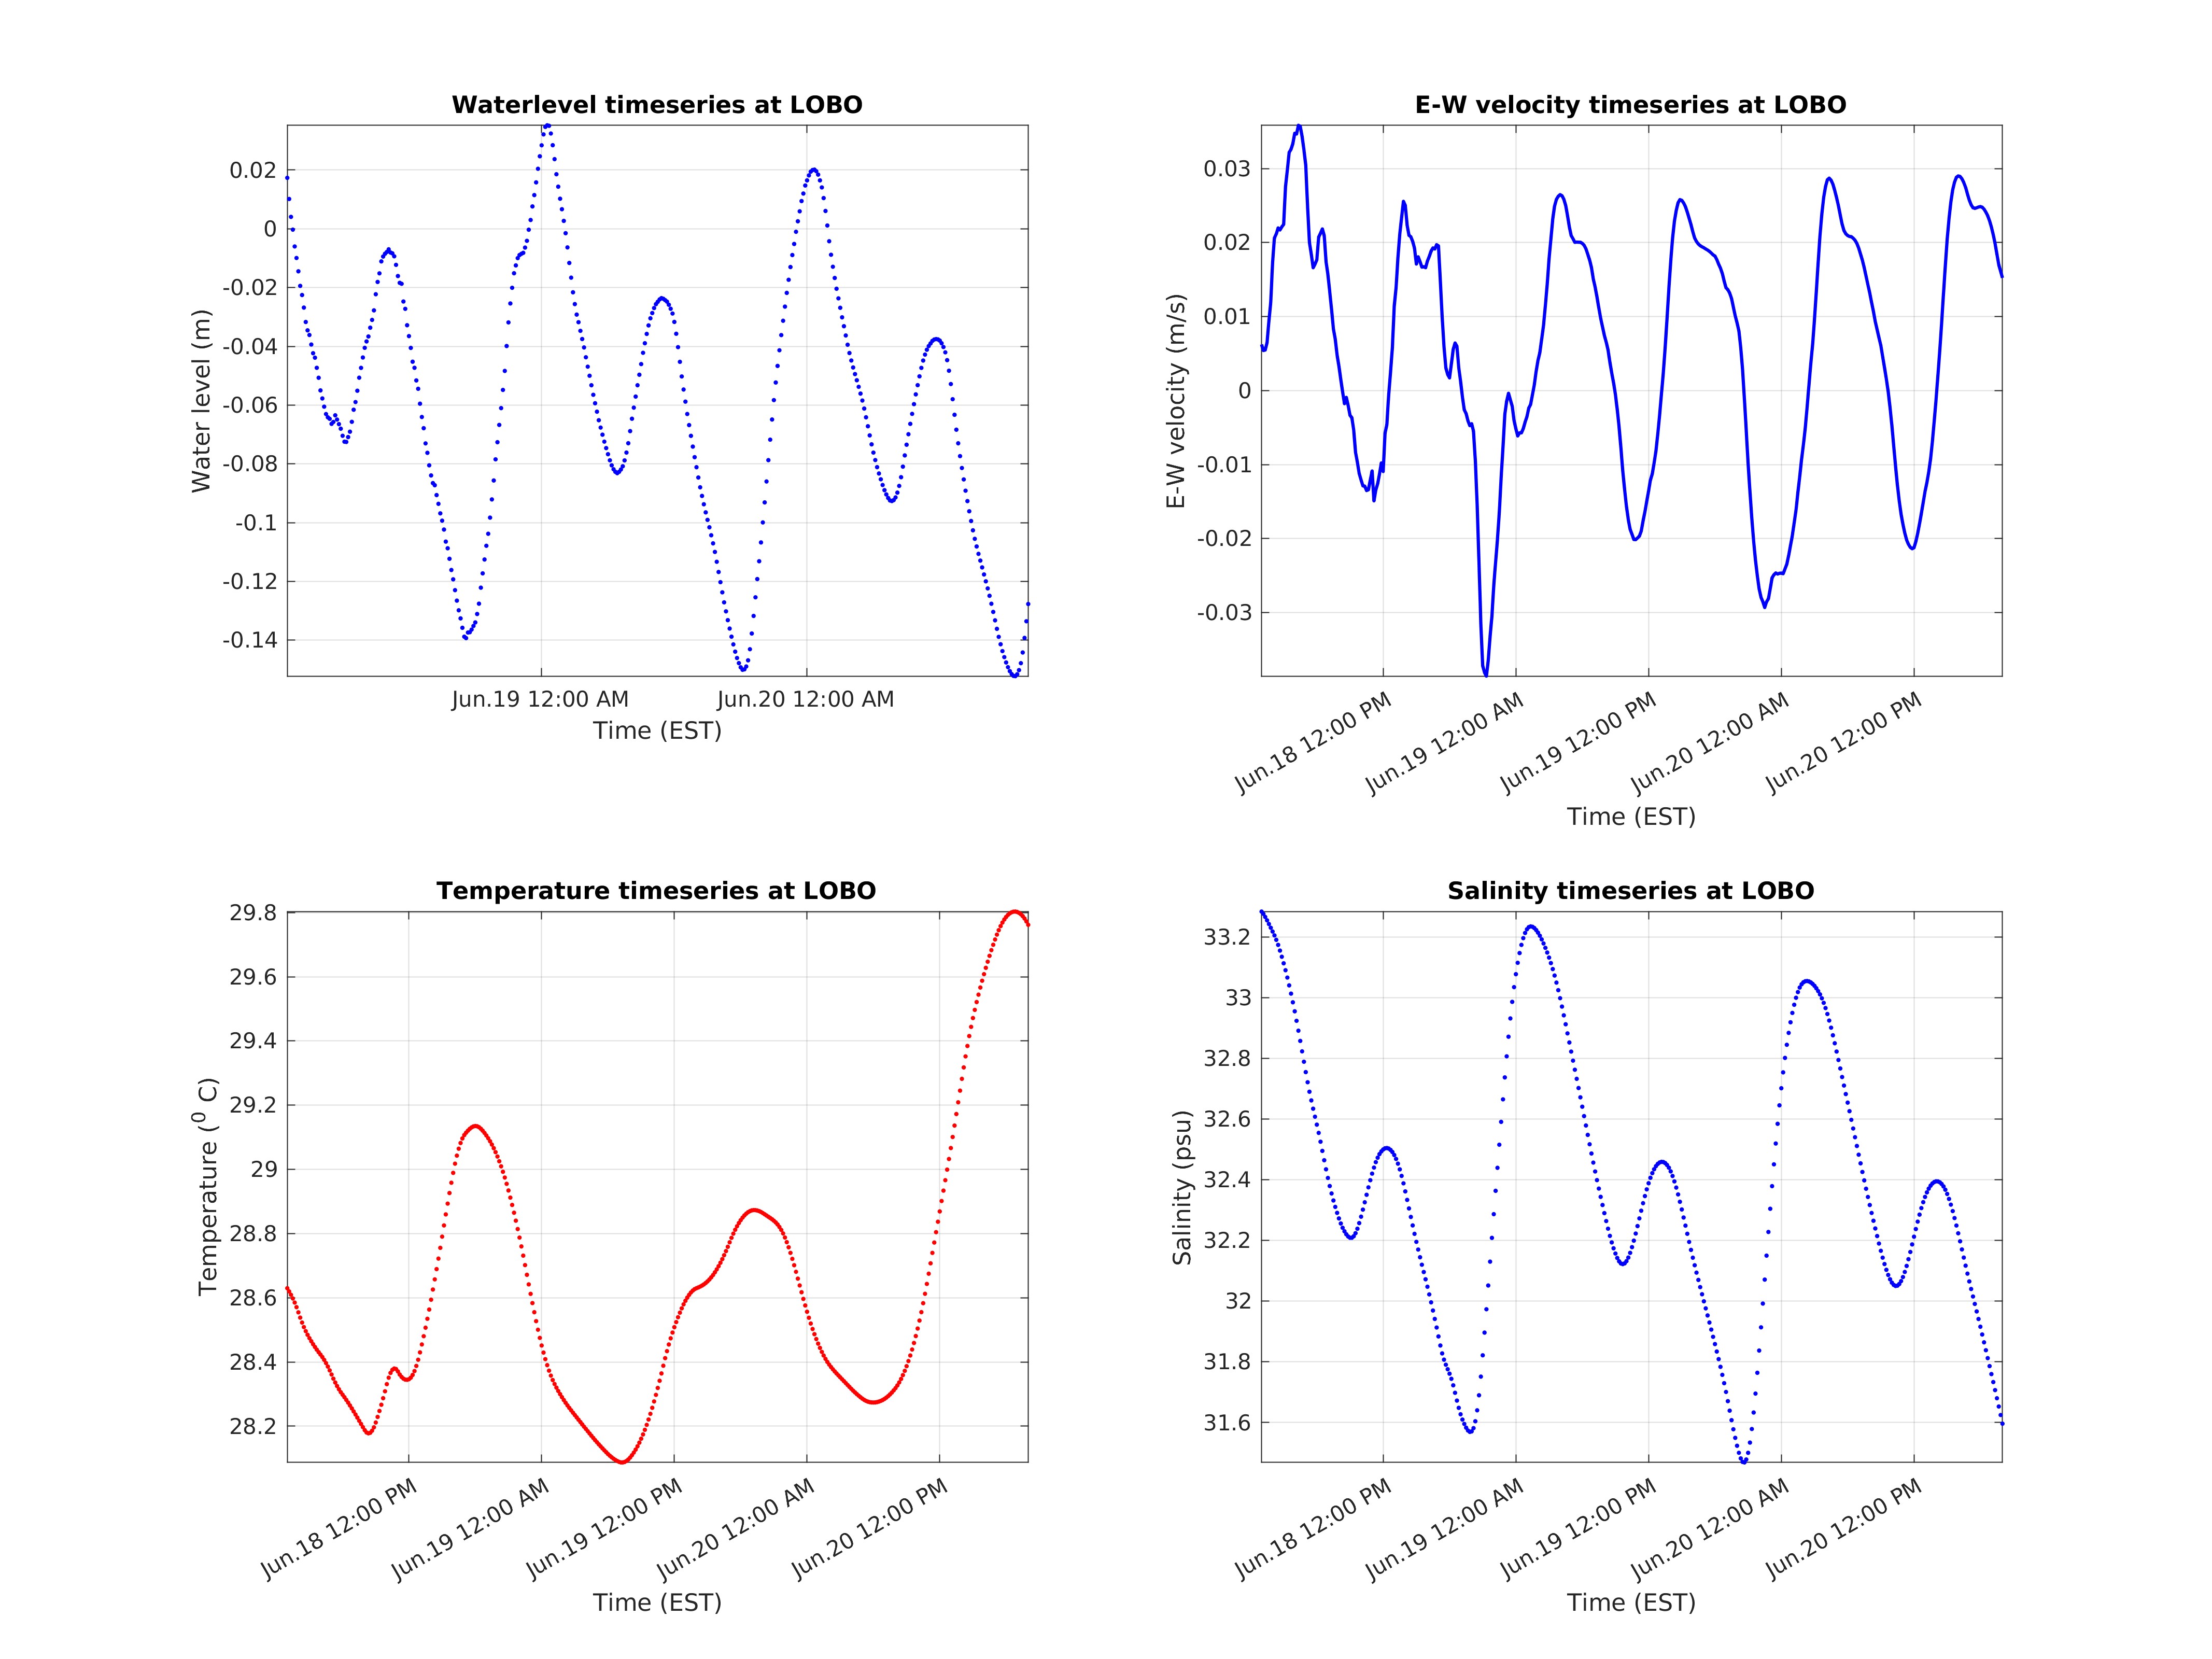 Waterlevel timeseries at LOBO
0.02
0
-0.02
-0.04
-0.06
-0.08
-0.1
-0.12
-0.14
Water level (m)
Jun.19 12:00 AM
Jun.20 12:00 AM
Time (EST)
E-W velocity timeseries at LOBO
0.03
0.02
0.01
0
-0.01
-0.02
-0.03
E-W velocity (m/s)
Jun.18 12:00 PM
Jun.19 12:00 AM
Jun.19 12:00 PM
Jun.20 12:00 AM
Jun.20 12:00 PM
Time (EST)
Temperature timeseries at LOBO
29.8
29.6
29.4
29.2
29
28.8
28.6
28.4
28.2
Temperature (⁰ C)
Jun.18 12:00 PM
Jun.19 12:00 AM
Jun.19 12:00 PM
Jun.20 12:00 AM
Jun.20 12:00 PM
Time (EST)
Salinity timeseries at LOBO
33.2
33
32.8
32.6
32.4
32.2
32
31.8
31.6
Salinity (psu)
Jun.18 12:00 PM
Jun.19 12:00 AM
Jun.19 12:00 PM
Jun.20 12:00 AM
Jun.20 12:00 PM
Time (EST)